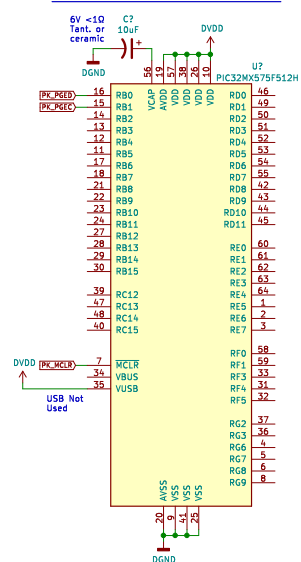 6V <1Ω
Tant. or
ceramic
C?
10uF
DVDD
DGND
U?
PIC32MX575F512H
56 19 57 38 26 10
VCAP AVDD VDD VDD VDD VDD
PK_PGED 16 RB0 RD0 46
PK_PGEC 15 RB1 RD1 49
14 RB2 RD2 50
13 RB3 RD3 51
12 RB4 RD4 52
11 RB5 RD5 53
17 RB6 RD6 54
18 RB7 RD7 55
21 RB8 RD8 42
22 RB9 RD9 43
23 RB10 RD10 44
24 RB11 RD11 45
27 RB12
28 RB13 RE0 60
29 RB14 RE1 61
30 RB15 RE2 62
RE3 63
39 RC12 RE4 64
47 RC13 RE5 1
48 RC14 RE6 2
40 RC15 RE7 3
RF0 58
DVDD PK_MCLR 7 MCLR RF1 59
34 VBUS RF3 33
35 VUSB RF4 31
USB Not
Used
RF5 32
RG2 37
RG3 36
RG6 4
RG7 5
RG8 6
RG9 8
AVSS VSS VSS VSS
20 9 41 25
DGND